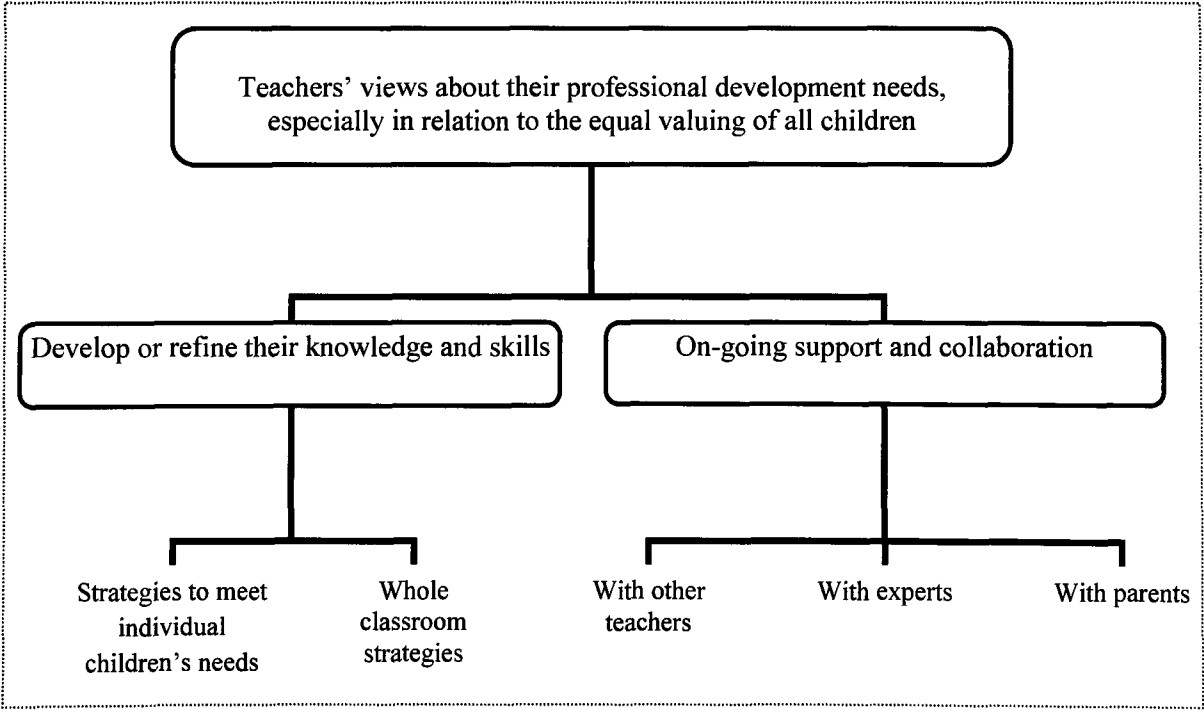 Teachers’ views about their professional development needs,
especially in relation to the equal valuing of all children
Develop or refine their knowledge and skills
On-going support and collaboration
Strategies to meet
individual
children’s needs
Whole
classroom
strategies
With other
teachers
With experts
With parents